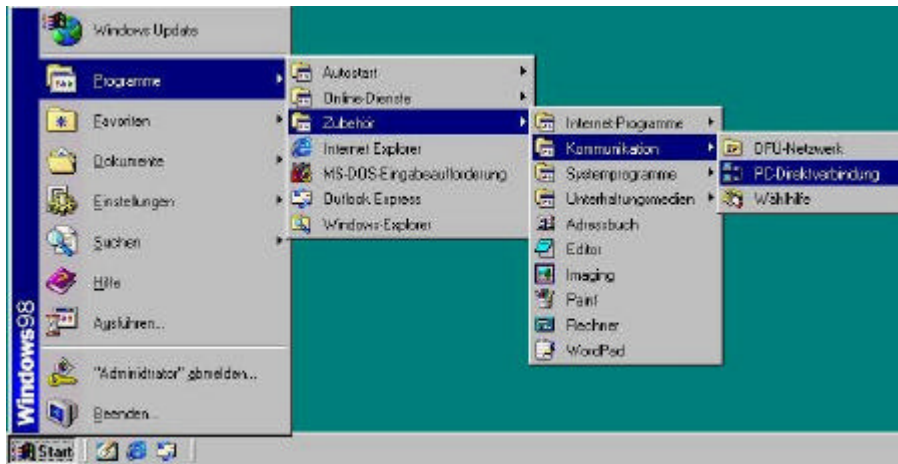 Windows Update
Programme
Favoriten
Dokumente
Einstellungen
Suchen
Hilfe
Ausführen...
"Administrator" abmelden...
Beenden...
Windows98
Start
Autostart
Online-Dienste
Zubehör
Internet Explorer
MS-DOS-Eingabeaufforderung
Outlook Express
Windows-Explorer
Internet-Programme
Kommunikation
Systemprogramme
Unterhaltungsmedien
Adressbuch
Editor
Imaging
Paint
Rechner
WordPad
DFÜ-Netzwerk
PC-Direktverbindung
Wählhilfe